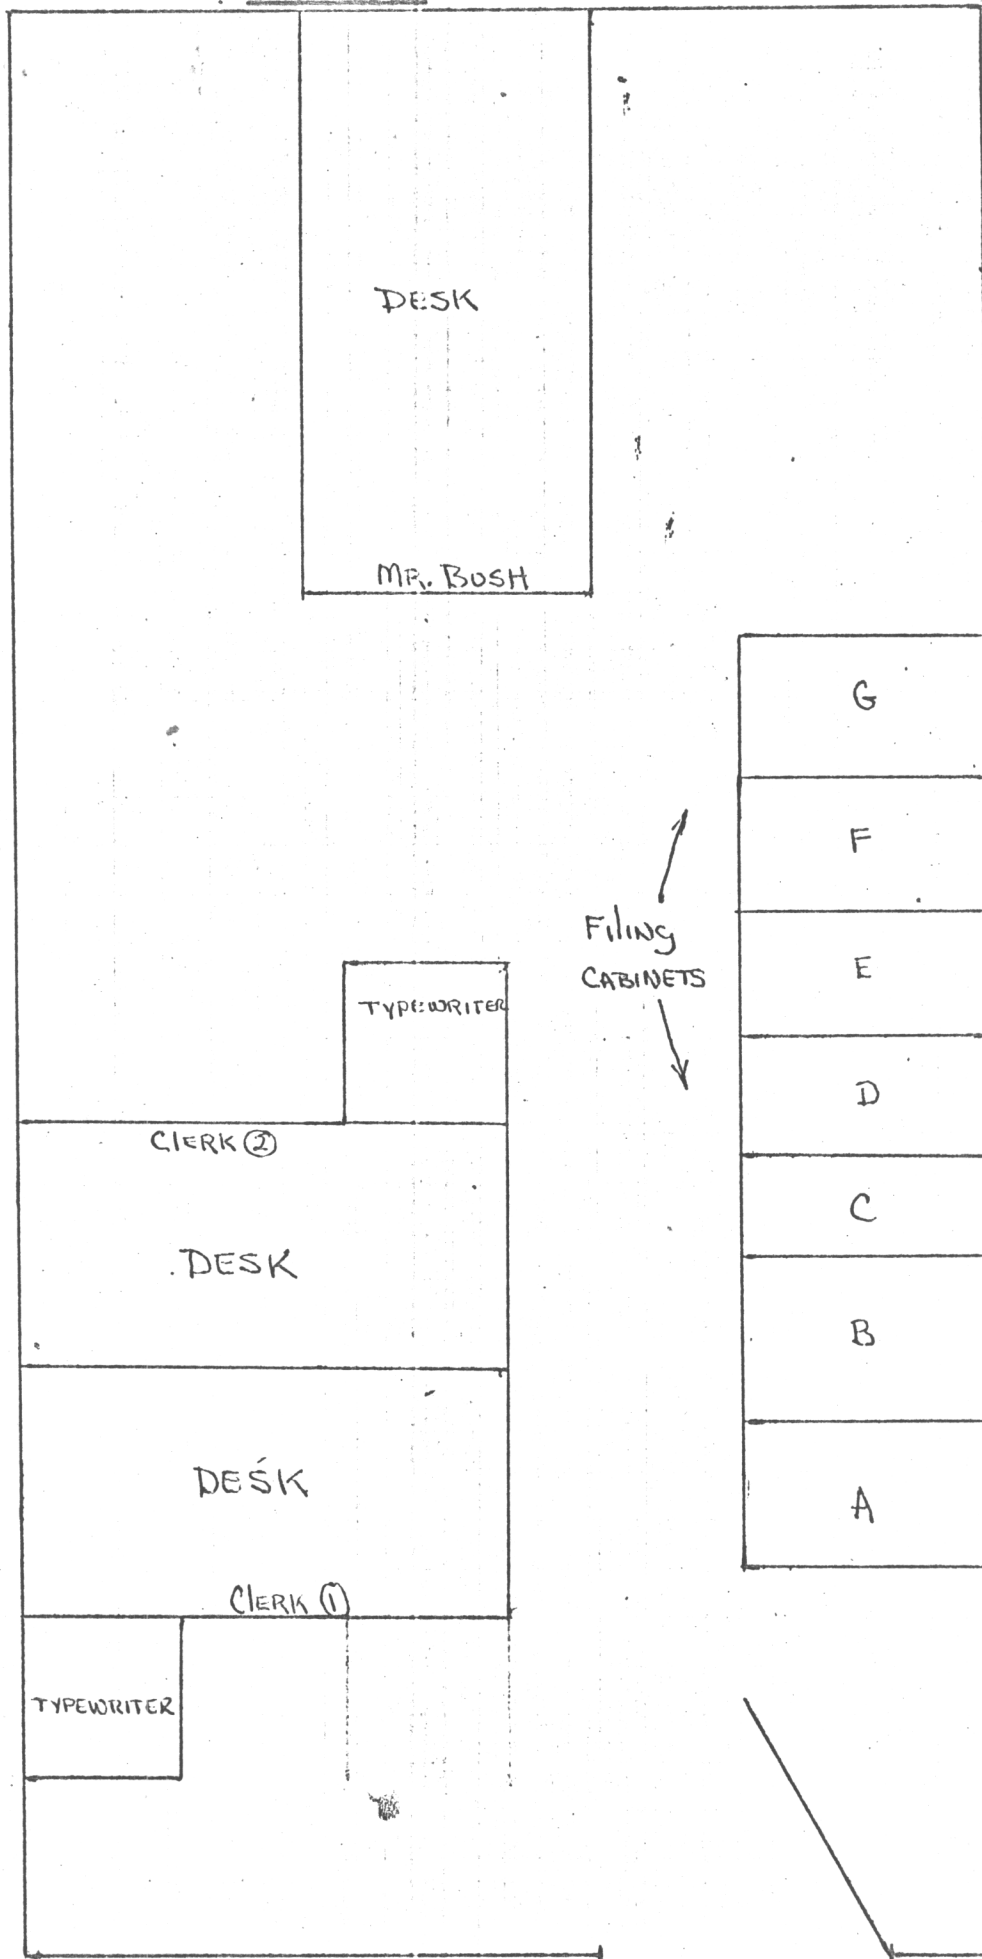 DESK
MR. BUSH
G
F
Filing
CABINETS
E
TYPEWRITER
D
ClERK ②
C
DESK
B
DESK
A
ClERK ①
TYPEWRITER